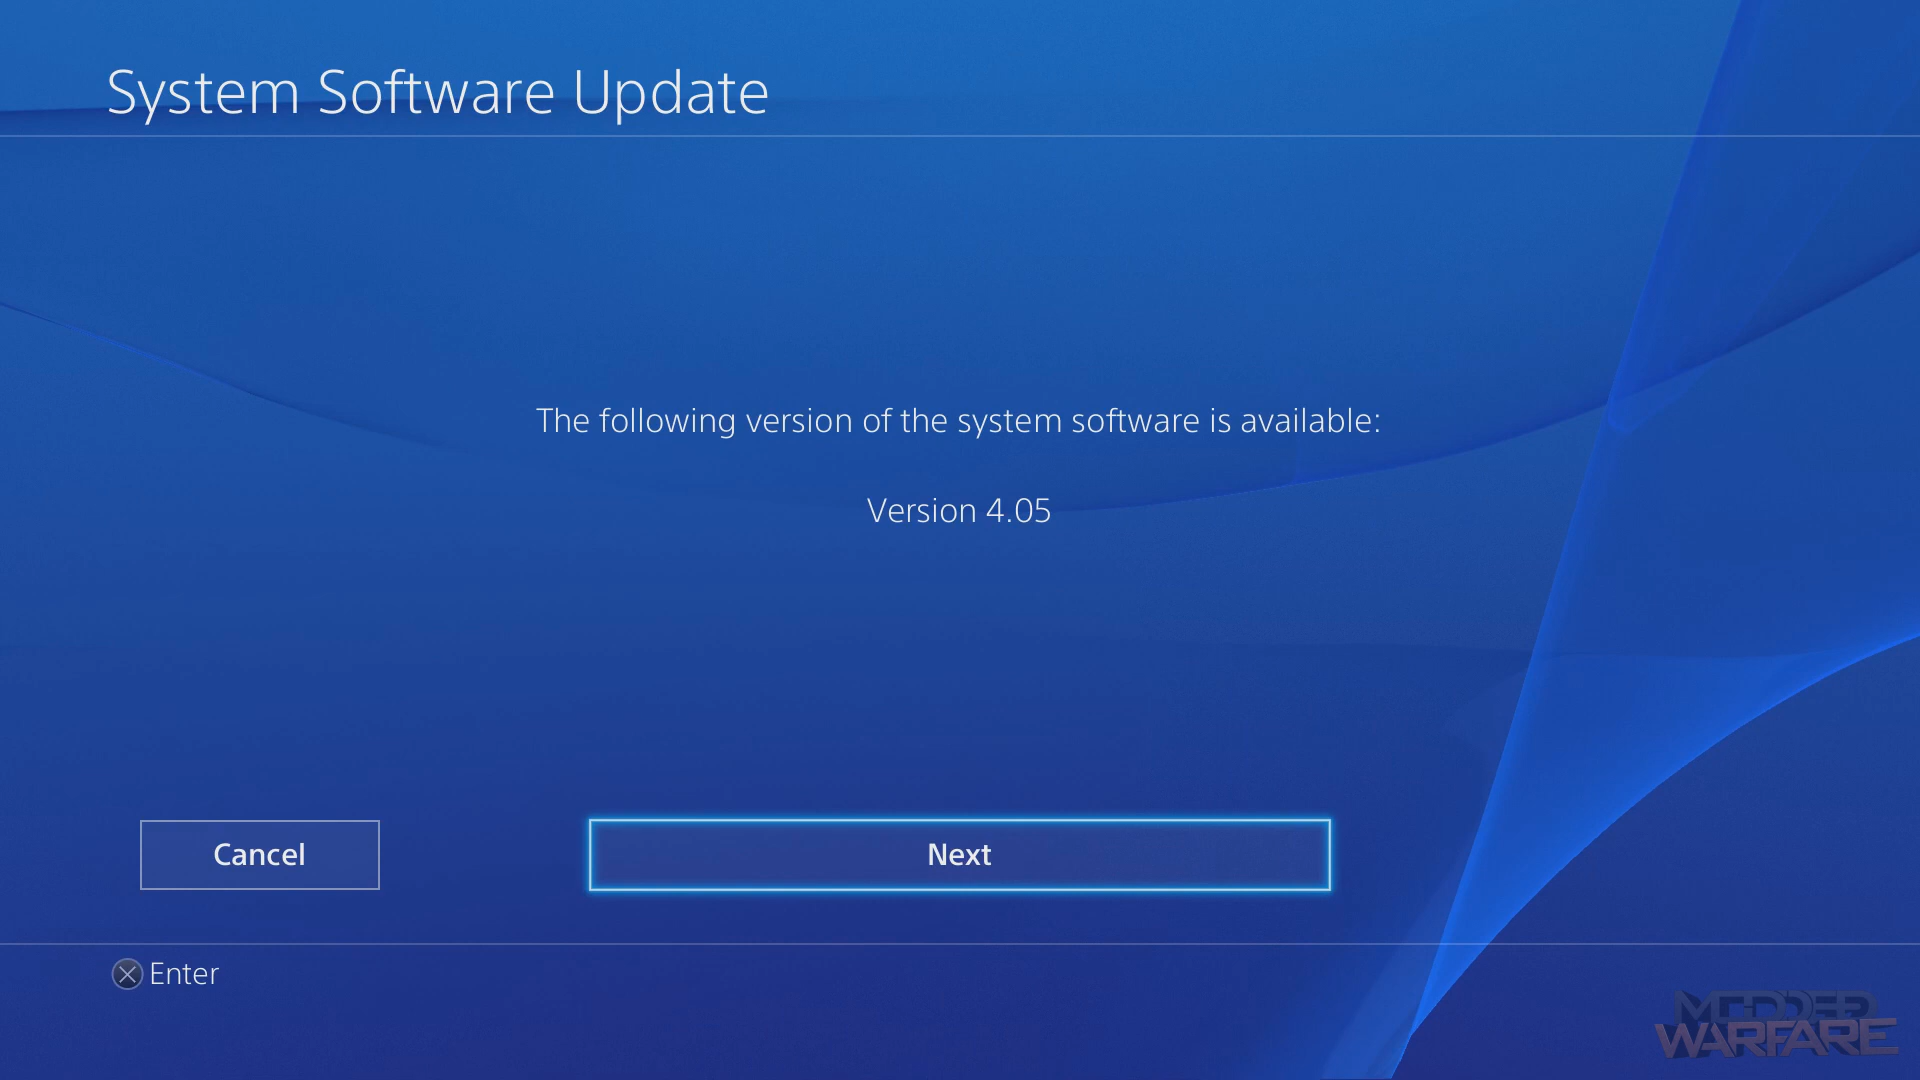 System Software Update
The following version of the system software is available:
Version 4.05
Cancel
Next
Enter
MODDED
WARFARE